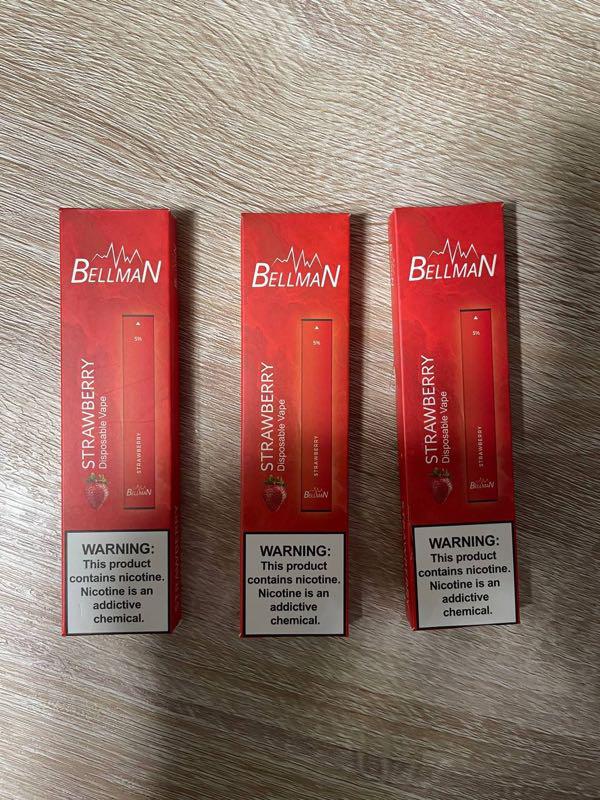 BELLMAN
STRAWBERRY
Disposable Vape
5%
STRAWBERRY
BELLMAN
WARNING:
This product
contains nicotine.
Nicotine is an
addictive
chemical.
BELLMAN
STRAWBERRY
Disposable Vape
5%
STRAWBERRY
BELLMAN
WARNING:
This product
contains nicotine.
Nicotine is an
addictive
chemical.
BELLMAN
STRAWBERRY
Disposable Vape
5%
STRAWBERRY
BELLMAN
WARNING:
This product
contains nicotine.
Nicotine is an
addictive
chemical.